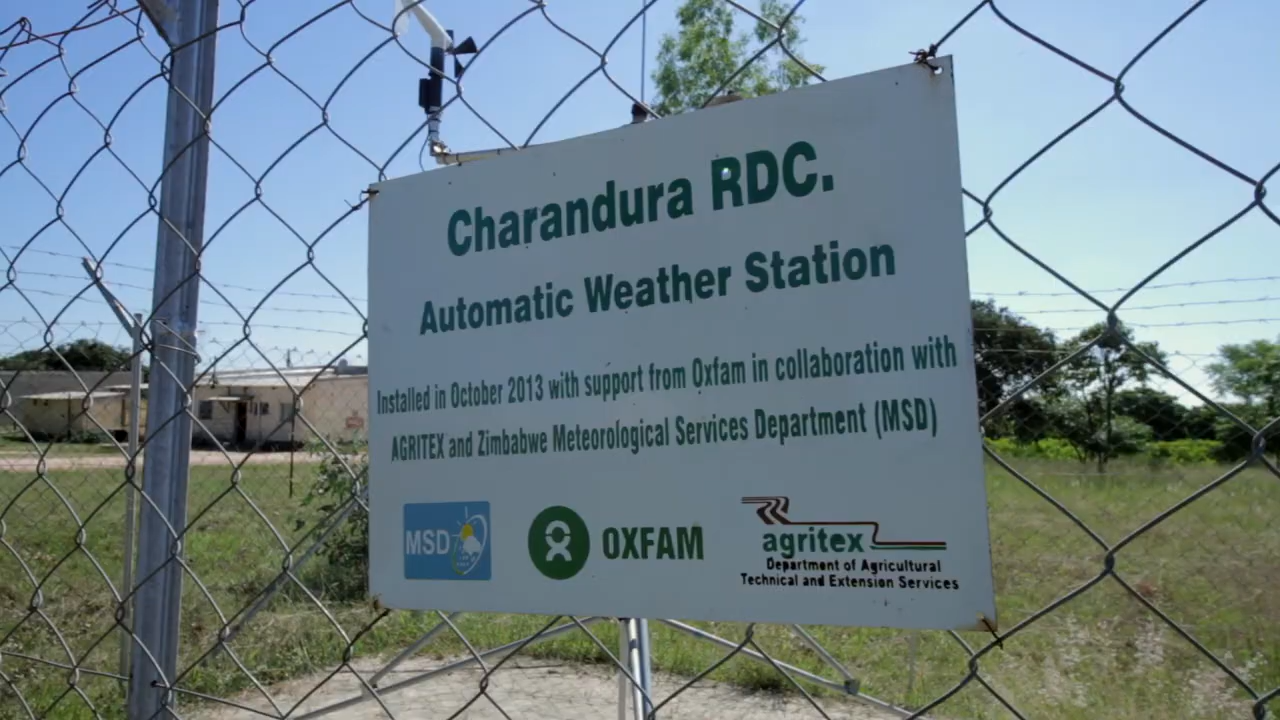 Charandura RDC.
Automatic Weather Station
Installed in October 2013 with support from Oxfam in collaboration with
AGRITEX and Zimbabwe Meteorological Services Department (MSD)
MSD
OXFAM
agritex
Department of Agricultural
Technical and Extension Services